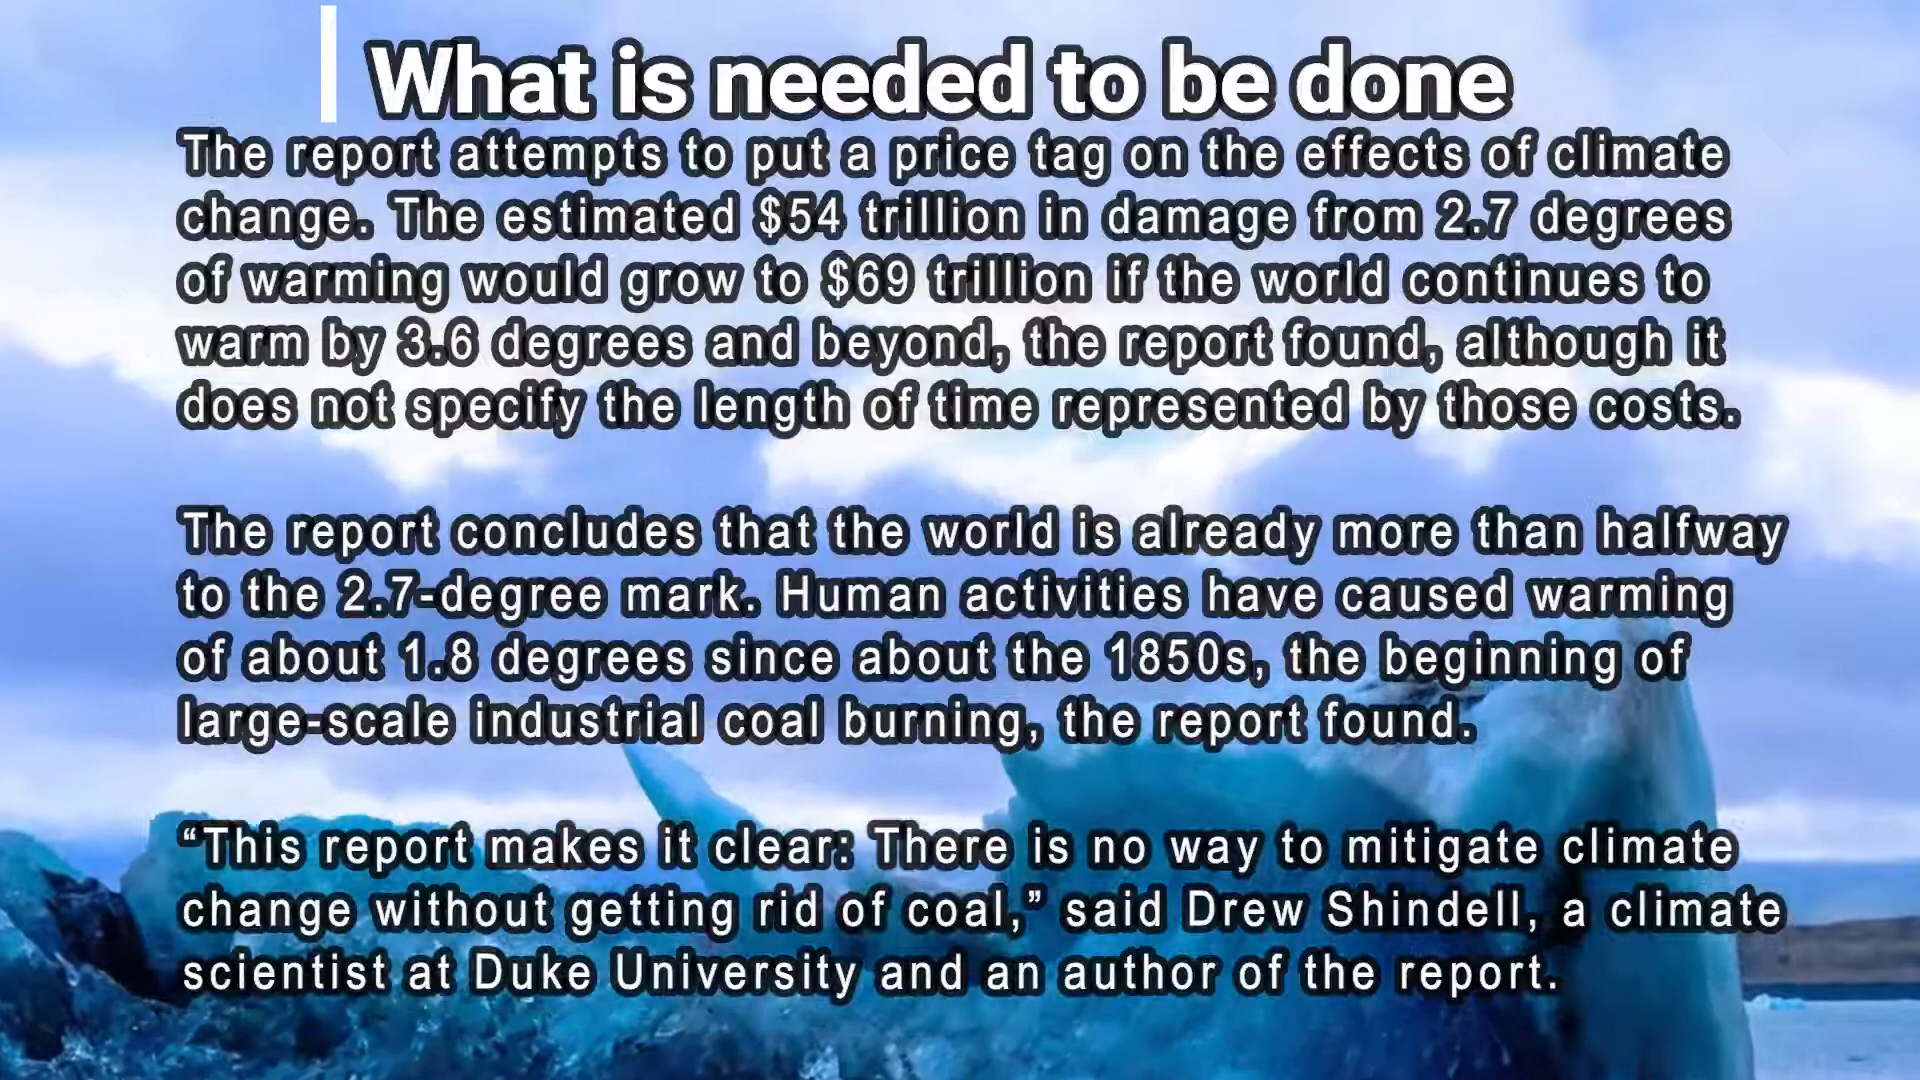 What is needed to be done
The report attempts to put a price tag on the effects of climate
change. The estimated $54 trillion in damage from 2.7 degrees
of warming would grow to $69 trillion if the world continues to
warm by 3.6 degrees and beyond, the report found, although it
does not specify the length of time represented by those costs.
The report concludes that the world is already more than halfway
to the 2.7-degree mark. Human activities have caused warming
of about 1.8 degrees since about the 1850s, the beginning of
large-scale industrial coal burning, the report found.
“This report makes it clear: There is no way to mitigate climate
change without getting rid of coal,” said Drew Shindell, a climate
scientist at Duke University and an author of the report.